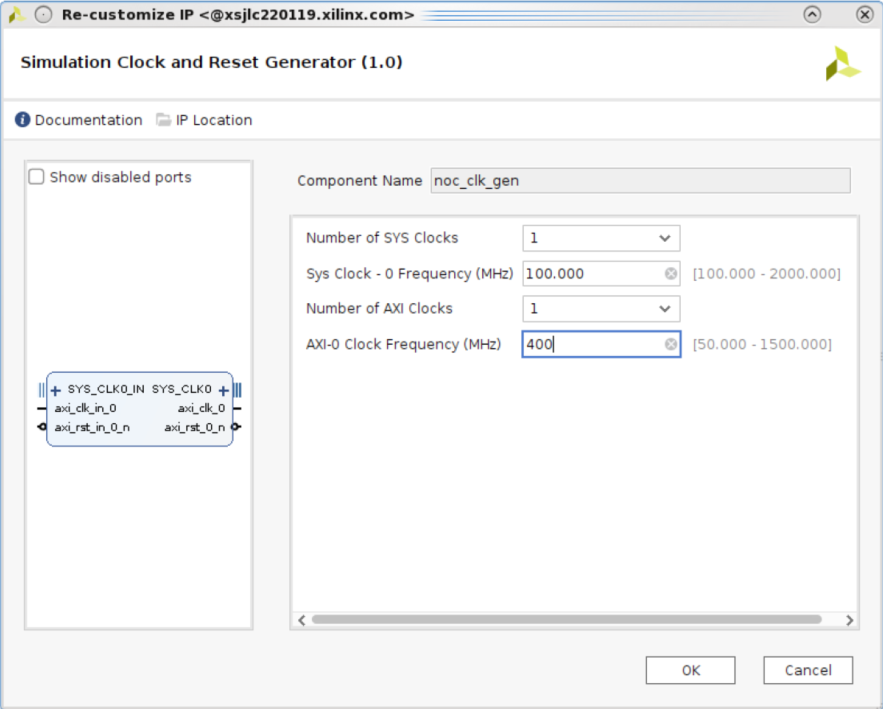 Re-customize IP <@xsjlc220119.xilinx.com>
Simulation Clock and Reset Generator (1.0)
Documentation IP Location
Show disabled ports
Component Name noc_clk_gen
Number of SYS Clocks 1
Sys Clock - 0 Frequency (MHz) 100.000 [100.000 - 2000.000]
Number of AXI Clocks 1
AXI-0 Clock Frequency (MHz) 400 [50.000 - 1500.000]
SYS_CLK0_IN SYS_CLK0
axi_clk_in_0 axi_clk_0
axi_rst_in_0_n axi_rst_0_n
OK Cancel